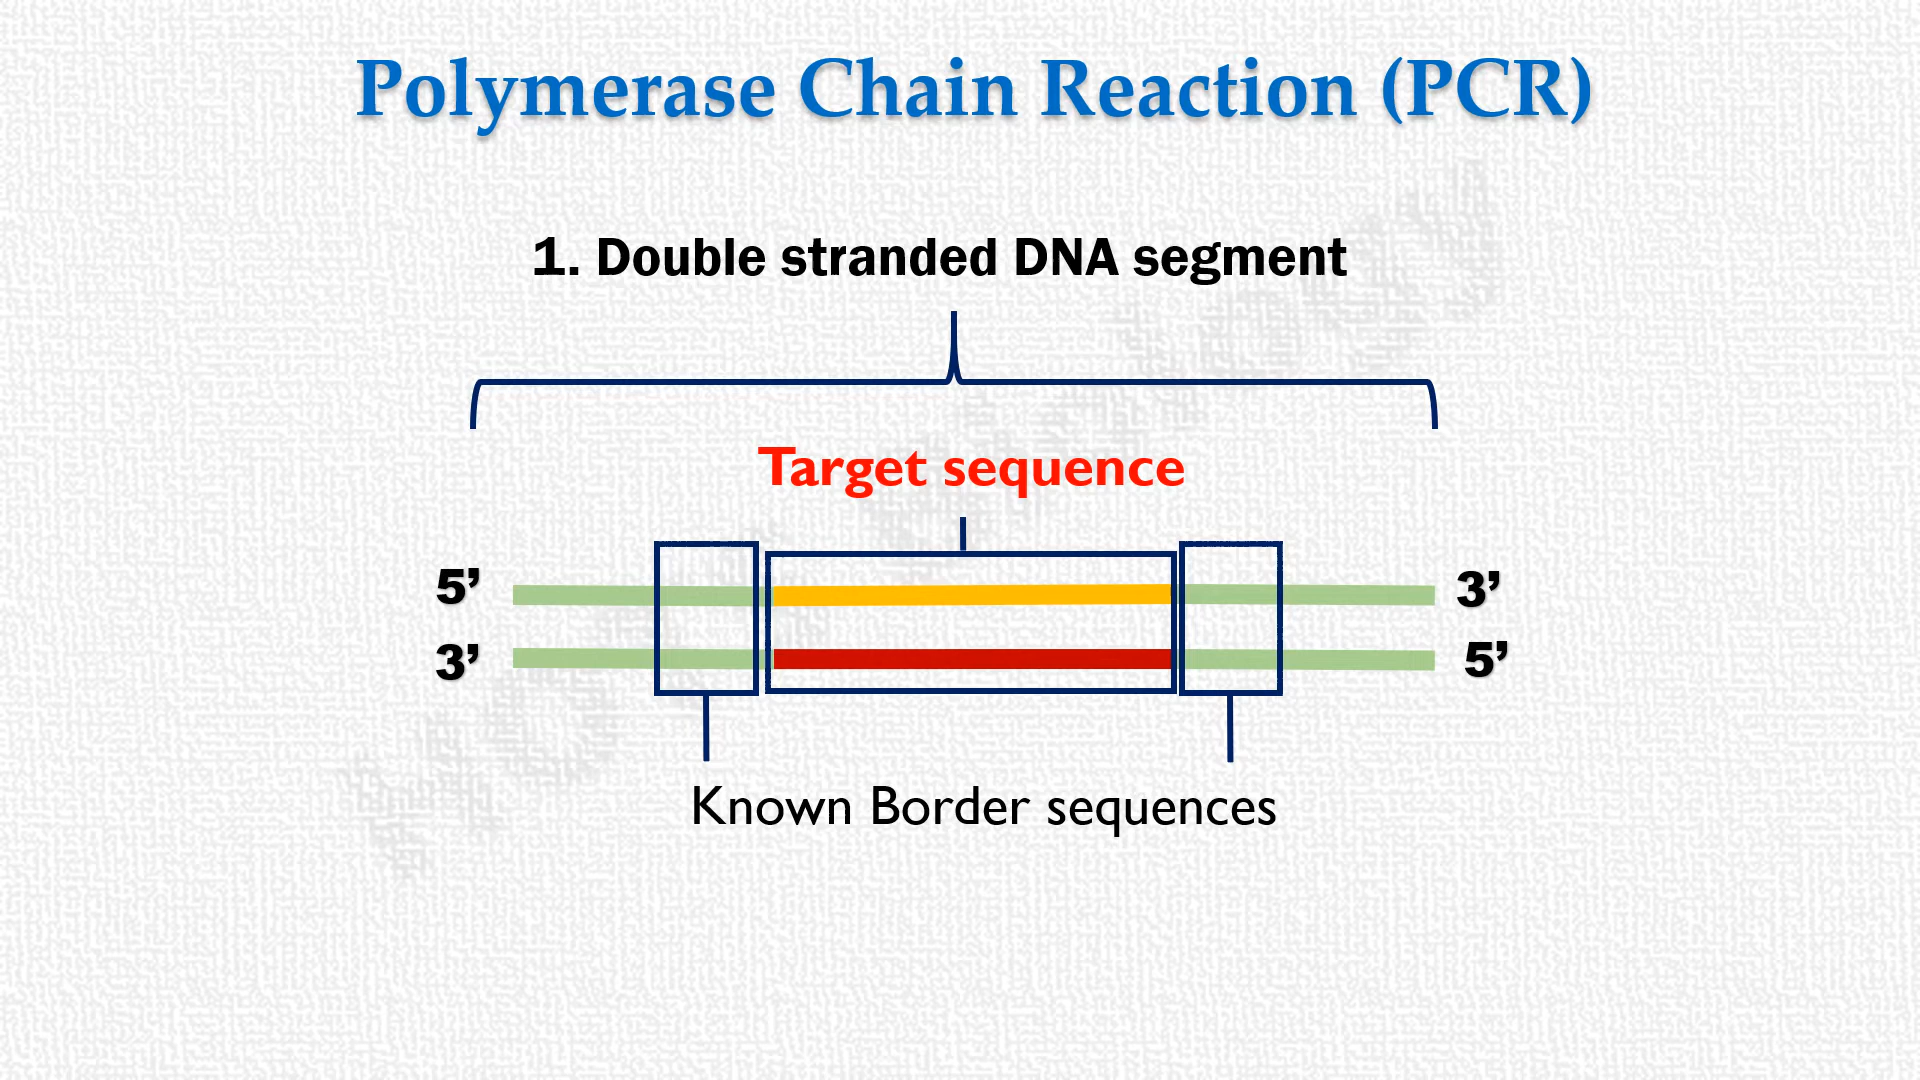 Polymerase Chain Reaction (PCR)
1. Double stranded DNA segment
Target sequence
5’ 3’
3’ 5’
Known Border sequences